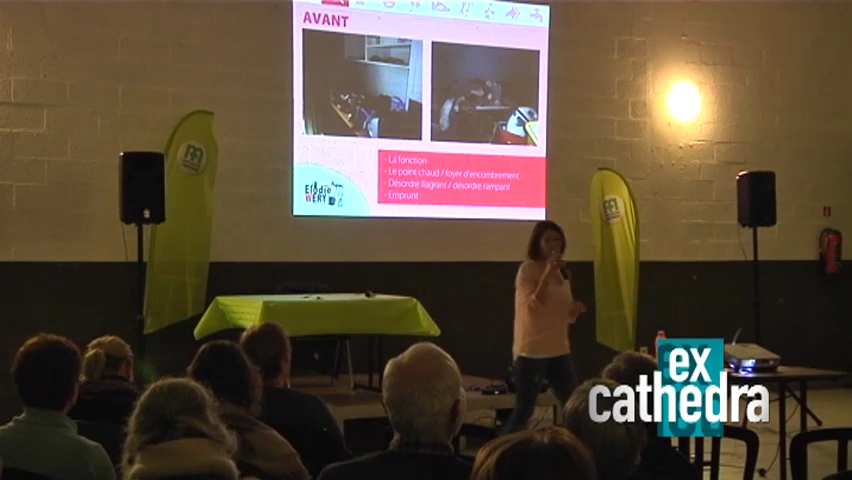 AVANT
- La fonction
- Le point chaud / foyer d'encombrement
- Désordre flagrant / désordre rampant
- Emprunt
Elodie
WERY
ex
cathedra